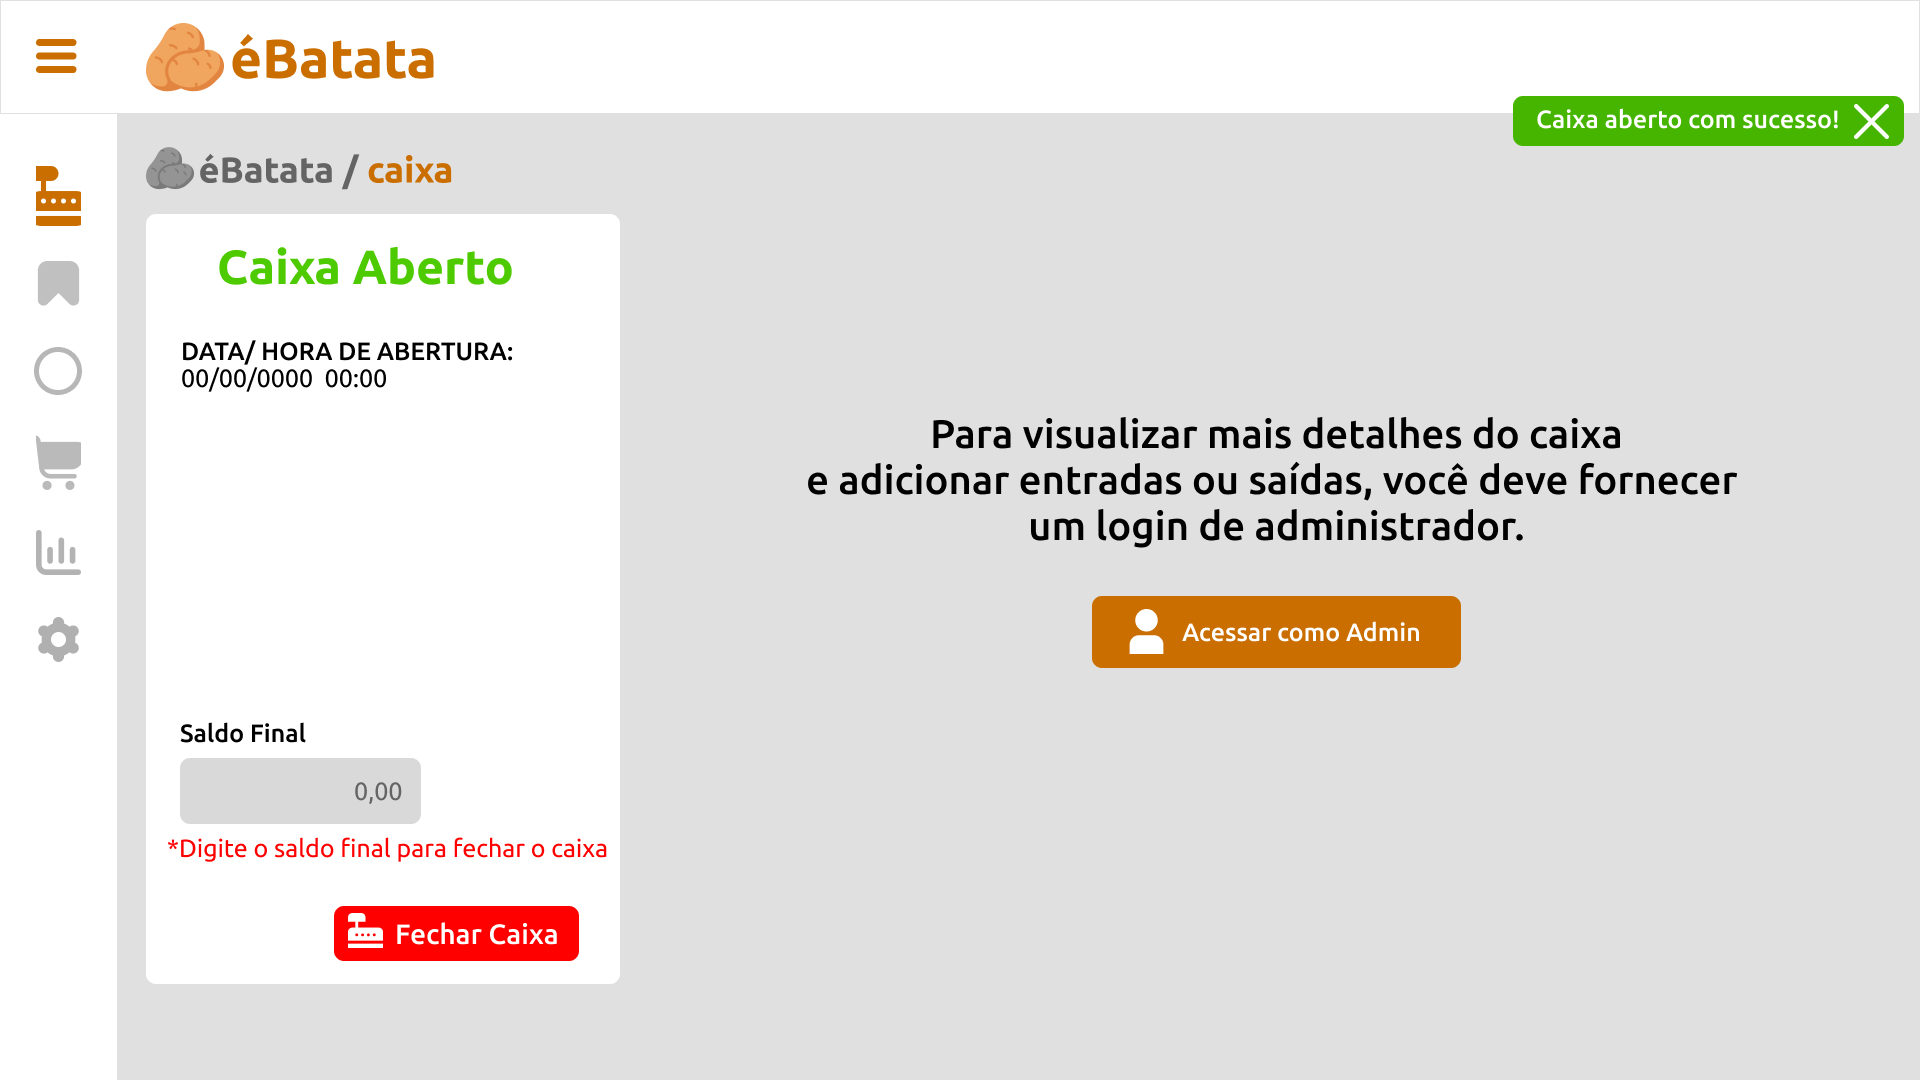 éBatata
Caixa aberto com sucesso!
éBatata / caixa
Caixa Aberto
DATA/ HORA DE ABERTURA:
00/00/0000 00:00
Para visualizar mais detalhes do caixa
e adicionar entradas ou saídas, você deve fornecer
um login de administrador.
Acessar como Admin
Saldo Final
0,00
*Digite o saldo final para fechar o caixa
Fechar Caixa